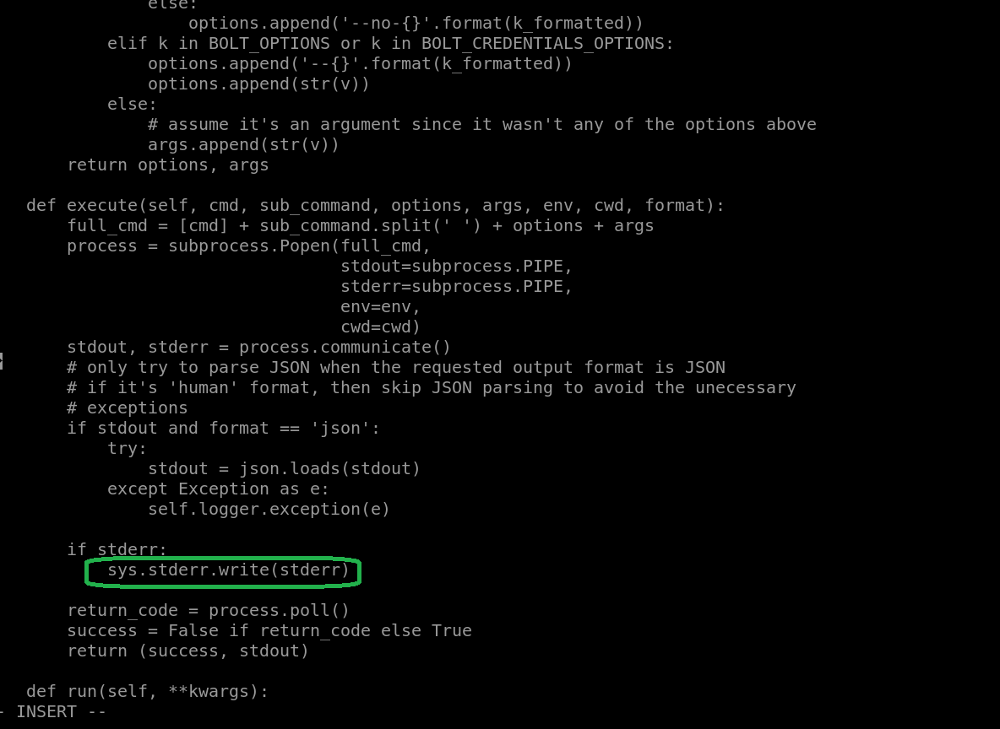 else:
                options.append('--no-{}'.format(k_formatted))
        elif k in BOLT_OPTIONS or k in BOLT_CREDENTIALS_OPTIONS:
            options.append('--{}'.format(k_formatted))
            options.append(str(v))
        else:
            # assume it's an argument since it wasn't any of the options above
            args.append(str(v))
    return options, args

def execute(self, cmd, sub_command, options, args, env, cwd, format):
    full_cmd = [cmd] + sub_command.split(' ') + options + args
    process = subprocess.Popen(full_cmd,
                               stdout=subprocess.PIPE,
                               stderr=subprocess.PIPE,
                               env=env,
                               cwd=cwd)
    stdout, stderr = process.communicate()
    # only try to parse JSON when the requested output format is JSON
    # if it's 'human' format, then skip JSON parsing to avoid the unecessary
    # exceptions
    if stdout and format == 'json':
        try:
            stdout = json.loads(stdout)
        except Exception as e:
            self.logger.exception(e)

    if stderr:
        sys.stderr.write(stderr)

    return_code = process.poll()
    success = False if return_code else True
    return (success, stdout)

def run(self, **kwargs):
- INSERT --